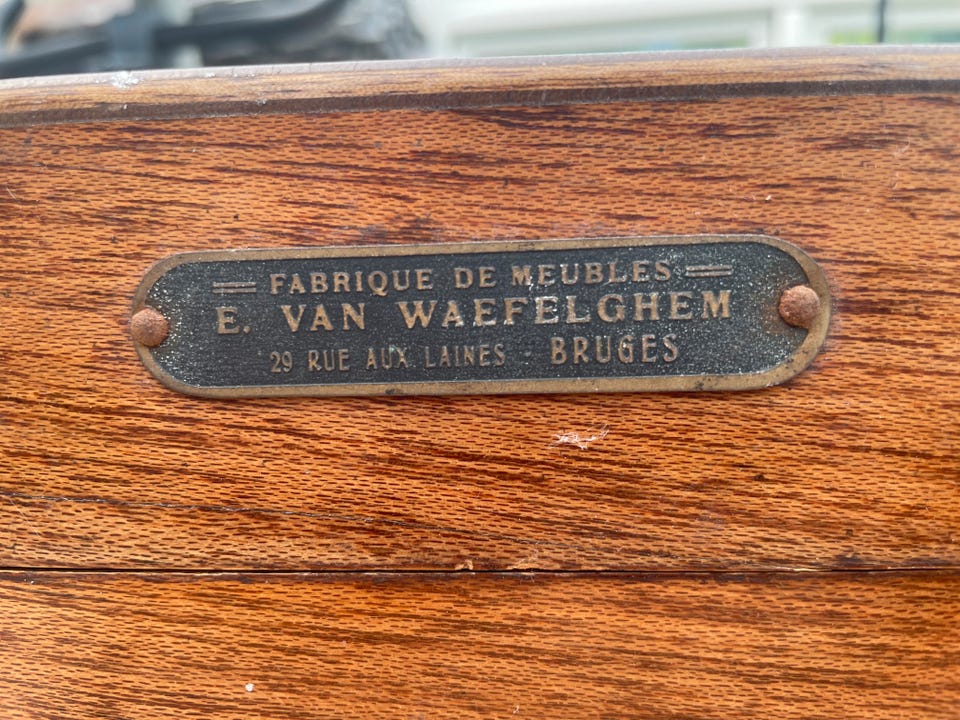 FABRIQUE DE MEUBLES
E. VAN WAEFELGHEM
29 RUE AUX LAINES - BRUGES